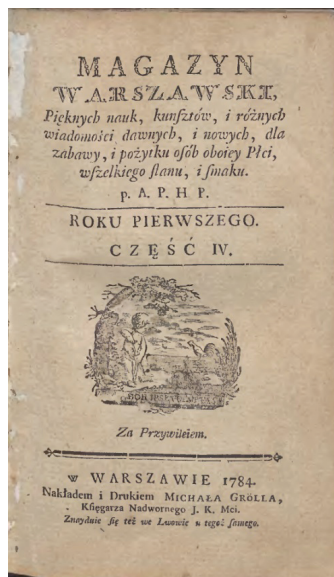 MAGAZYN
WARSZAWSKI,
Pięknych nauk, kunſztów, i różnych
wiadomości dawnych, i nowych, dla
zabawy, i pożytku osób oboiey Płci,
wſzelkiego ſtanu, i ſmaku.
p. A. P. H P.
ROKU PIERWSZEGO.
CZĘŚĆ IV.
Za Przywileiem.
w WARSZAWIE 1784.
Nakładem i Drukiem MICHAŁA GRÖLLA,
Księgarza Nadwornego J. K. Mci.
Znayduie ſię też we Lwowie u tegoż ſamego.